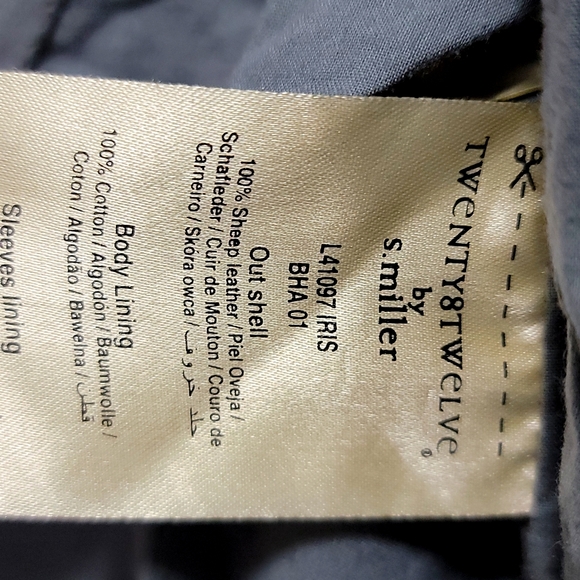 TWENTY8TWELVE®
by
s.miller
L41097 IRIS
BHA 01
Out shell
100% Sheep leather / Piel Oveja /
Schafleder / Cuir de Mouton / Couro de
Carneiro / Skóra owca / جلد خروف
Body Lining
100% Cotton / Algodon / Baumwolle /
Coton / Algodão / Bawełna / قطن
Sleeves lining